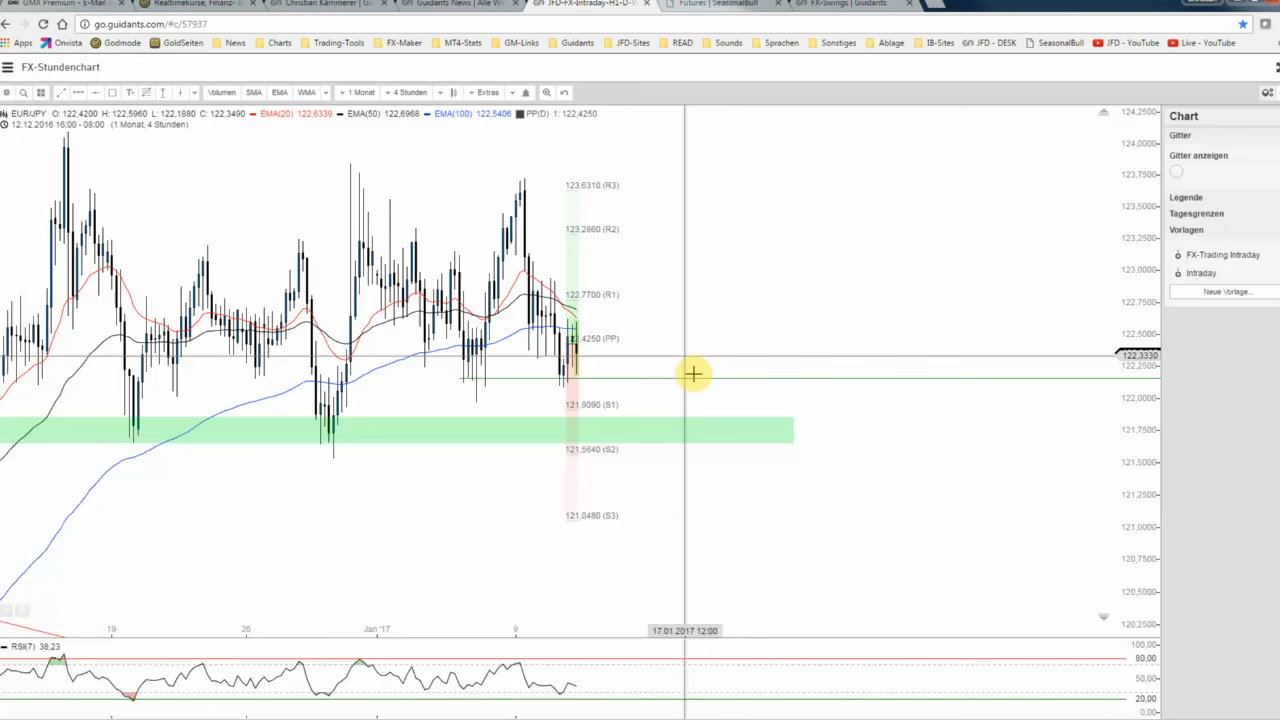 GMX Premium - E-Mail
Realtimekurse, Finanz-
Christian Kämmerer | Gu
Guidants News | Alle Wi
JFD-FX-Intraday-H1-D-V
Futures | SeasonalBull
FX-Swings | Guidants
go.guidants.com/#c/57937
Apps Onvista Godmode GoldSeiten News Charts Trading-Tools FX-Maker MT4-Stats GM-Links Guidants JFD-Sites READ Sounds Sprachen Sonstiges Ablage IB-Sites JFD - DESK SeasonalBull JFD - YouTube Live - YouTube
FX-Stundenchart
Volumen SMA EMA WMA 1 Monat 4 Stunden Extras
EUR/JPY O: 122,4200 H: 122,5960 L: 122,1880 C: 122,3490 EMA(20) 122,6339 EMA(50) 122,6968 EMA(100) 122,5406 PP(D) 1: 122,4250
12.12.2016 16:00 - 08:00 (1 Monat, 4 Stunden)
123,6310 (R3)
123,2860 (R2)
122,7700 (R1)
122,4250 (PP)
121,9090 (S1)
121,5640 (S2)
121,0480 (S3)
124,2500
124,0000
123,7500
123,5000
123,2500
123,0000
122,7500
122,5000
122,3330
122,2500
122,0000
121,7500
121,5000
121,2500
121,0000
120,7500
120,5000
120,2500
19 26 Jan '17 9 17.01.2017 12:00
RSI(7) 38,23
100,00
80,00
50,00
20,00
0,00
Chart
Gitter
Gitter anzeigen
Legende
Tagesgrenzen
Vorlagen
FX-Trading Intraday
Intraday
Neue Vorlage...